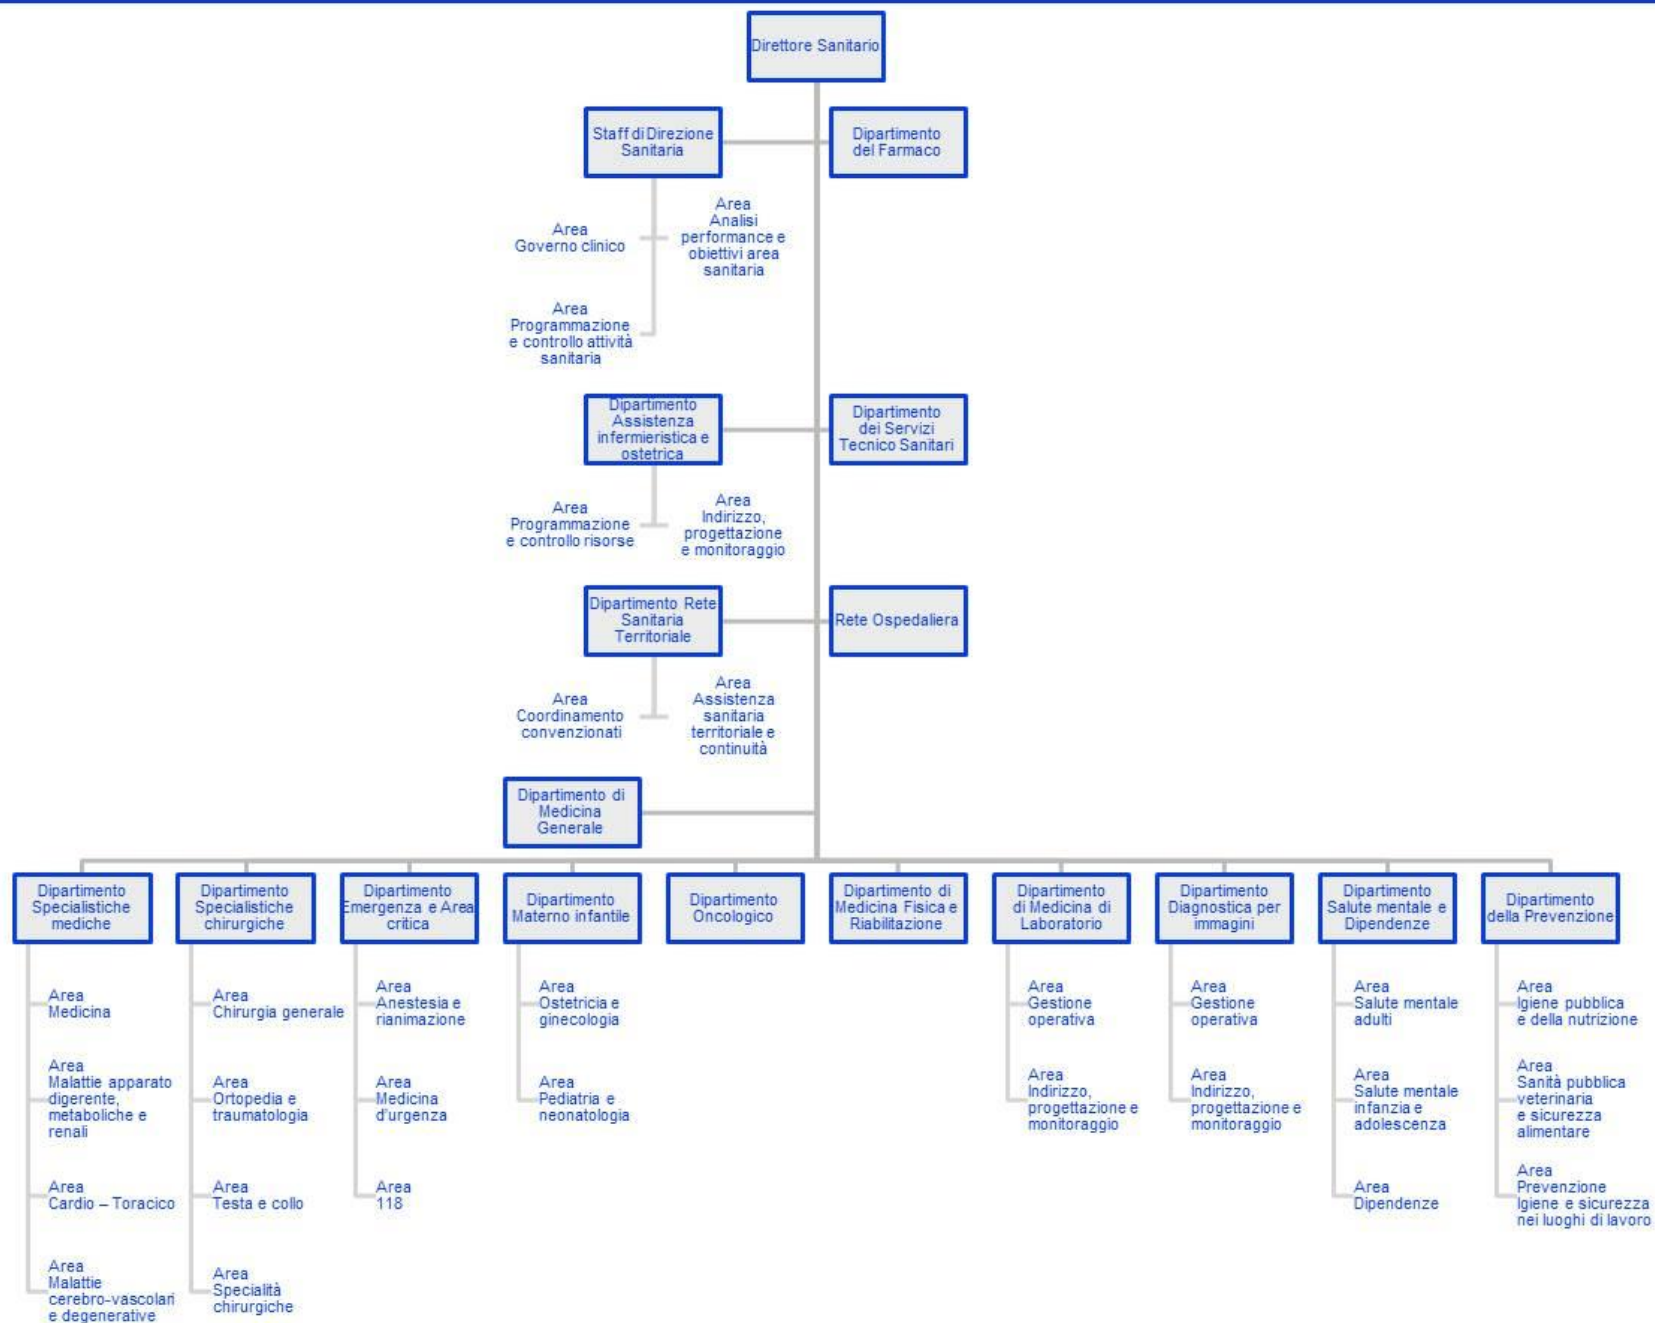 Direttore Sanitario
Staff di Direzione
Sanitaria
Dipartimento
del Farmaco
Area
Governo clinico
Area
Analisi
performance e
obiettivi area
sanitaria
Area
Programmazione
e controllo attività
sanitaria
Dipartimento
Assistenza
infermieristica e
ostetrica
Dipartimento
dei Servizi
Tecnico Sanitari
Area
Programmazione
e controllo risorse
Area
Indirizzo,
progettazione
e monitoraggio
Dipartimento Rete
Sanitaria
Territoriale
Rete Ospedaliera
Area
Coordinamento
convenzionati
Area
Assistenza
sanitaria
territoriale e
continuità
Dipartimento di
Medicina
Generale
Dipartimento
Specialistiche
mediche
Dipartimento
Specialistiche
chirurgiche
Dipartimento
Emergenza e Area
critica
Dipartimento
Materno infantile
Dipartimento
Oncologico
Dipartimento di
Medicina Fisica e
Riabilitazione
Dipartimento
di Medicina di
Laboratorio
Dipartimento
Diagnostica per
immagini
Dipartimento
Salute mentale e
Dipendenze
Dipartimento
della Prevenzione
Area
Medicina
Area
Malattie apparato
digerente,
metaboliche e
renali
Area
Cardio – Toracico
Area
Malattie
cerebro-vascolari
e degenerative
Area
Chirurgia generale
Area
Ortopedia e
traumatologia
Area
Testa e collo
Area
Specialità
chirurgiche
Area
Anestesia e
rianimazione
Area
Medicina
d'urgenza
Area
118
Area
Ostetricia e
ginecologia
Area
Pediatria e
neonatologia
Area
Gestione
operativa
Area
Indirizzo,
progettazione e
monitoraggio
Area
Gestione
operativa
Area
Indirizzo,
progettazione e
monitoraggio
Area
Salute mentale
adulti
Area
Salute mentale
infanzia e
adolescenza
Area
Dipendenze
Area
Igiene pubblica
e della nutrizione
Area
Sanità pubblica
veterinaria
e sicurezza
alimentare
Area
Prevenzione
Igiene e sicurezza
nei luoghi di lavoro